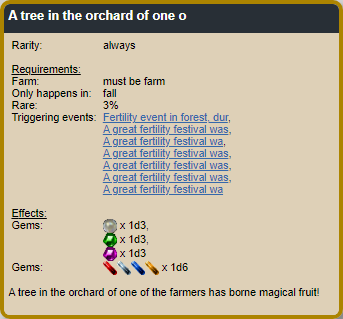 A tree in the orchard of one o
Rarity: always
Requirements:
Farm: must be farm
Only happens in: fall
Rare: 3%
Triggering events: Fertility event in forest, dur,
A great fertility festival was,
A great fertility festival wa,
A great fertility festival was,
A great fertility festival was,
A great fertility festival was,
A great fertility festival wa
Effects:
Gems: x 1d3,
x 1d3,
x 1d3
Gems: x 1d6
A tree in the orchard of one of the farmers has borne magical fruit!